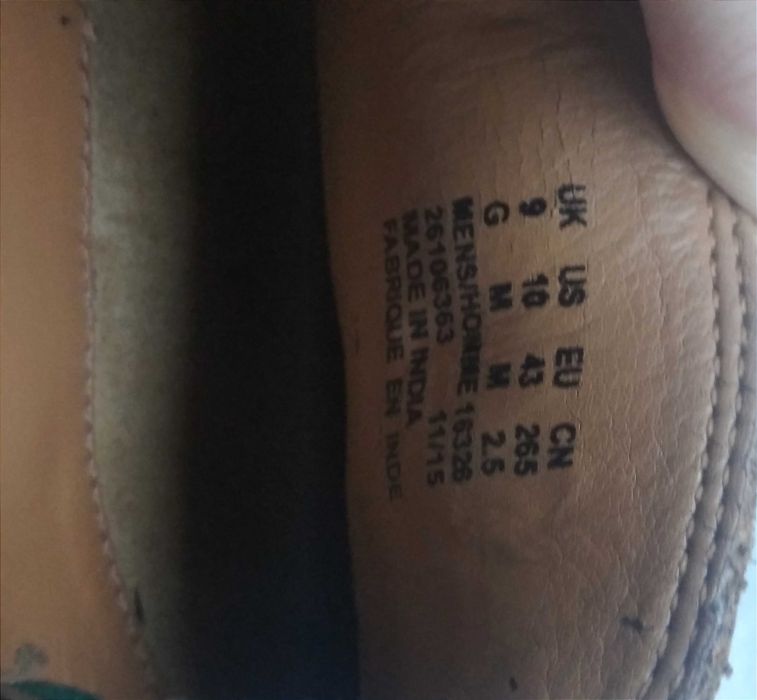 UK US EU CN
9 10 43 265
G M M 2.5
MENS/HOMBRE 16326
26106363 11/15
MADE IN INDIA
FABRIQUE EN INDE